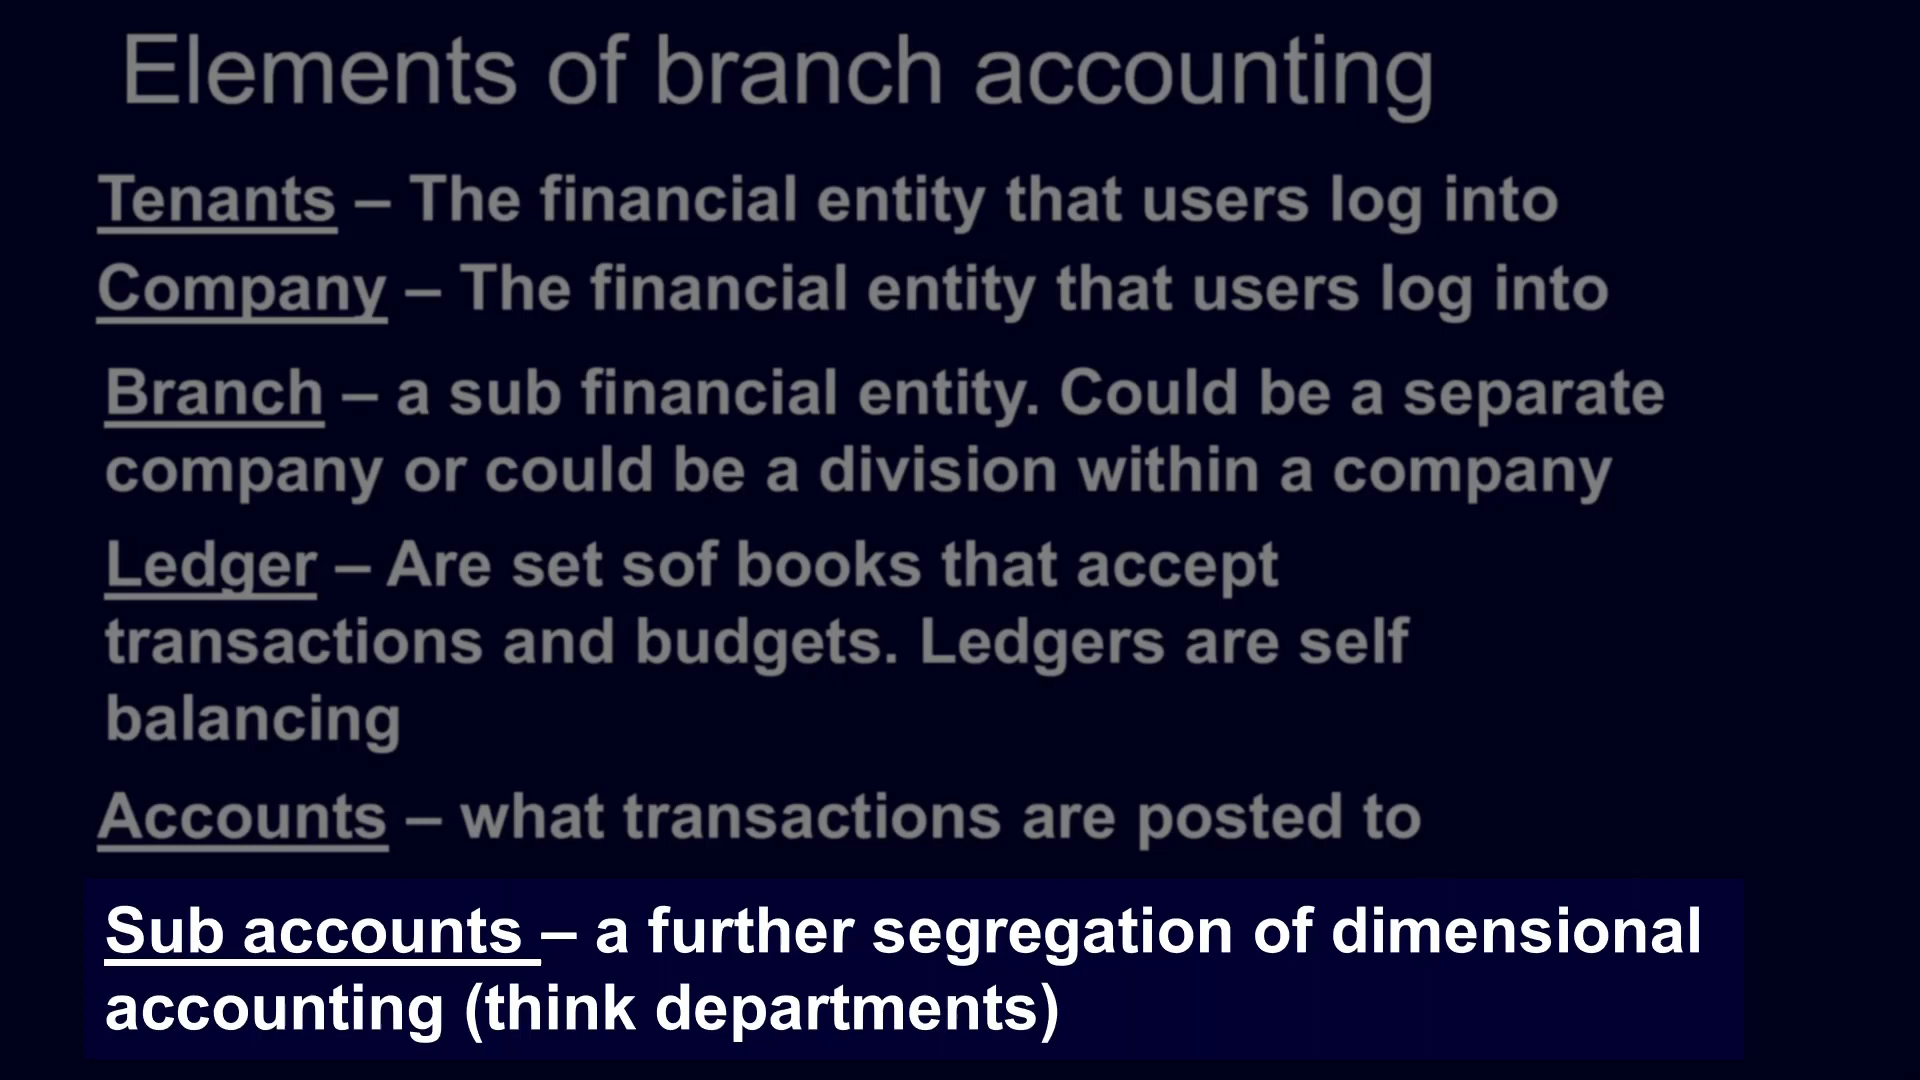 Elements of branch accounting
Tenants – The financial entity that users log into
Company – The financial entity that users log into
Branch – a sub financial entity. Could be a separate
company or could be a division within a company
Ledger – Are set sof books that accept
transactions and budgets. Ledgers are self
balancing
Accounts – what transactions are posted to
Sub accounts – a further segregation of dimensional
accounting (think departments)